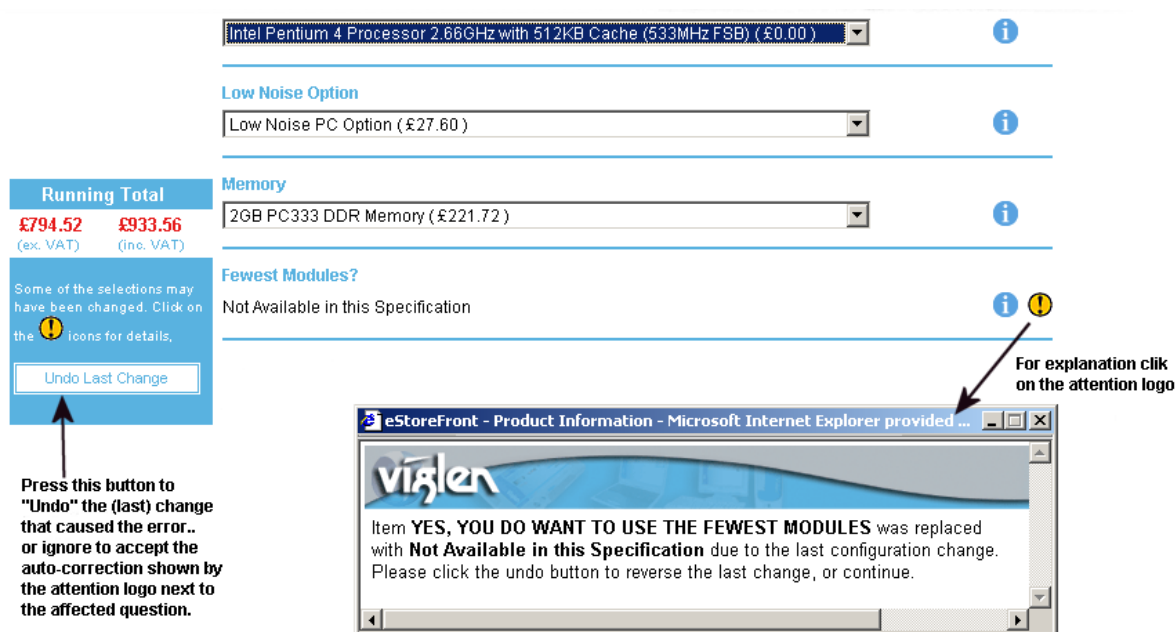 Intel Pentium 4 Processor 2.66GHz with 512KB Cache (533MHz FSB) ( £0.00 )
Low Noise Option
Low Noise PC Option ( £27.60 )
Memory
2GB PC333 DDR Memory ( £221.72 )
Fewest Modules?
Not Available in this Specification
Running Total
£794.52 £933.56
(ex. VAT) (inc. VAT)
Some of the selections may
have been changed. Click on
the ! icons for details,
Undo Last Change
For explanation clik
on the attention logo
Press this button to
"Undo" the (last) change
that caused the error..
or ignore to accept the
auto-correction shown by
the attention logo next to
the affected question.
eStoreFront - Product Information - Microsoft Internet Explorer provided ...
viglen
Item YES, YOU DO WANT TO USE THE FEWEST MODULES was replaced
with Not Available in this Specification due to the last configuration change.
Please click the undo button to reverse the last change, or continue.